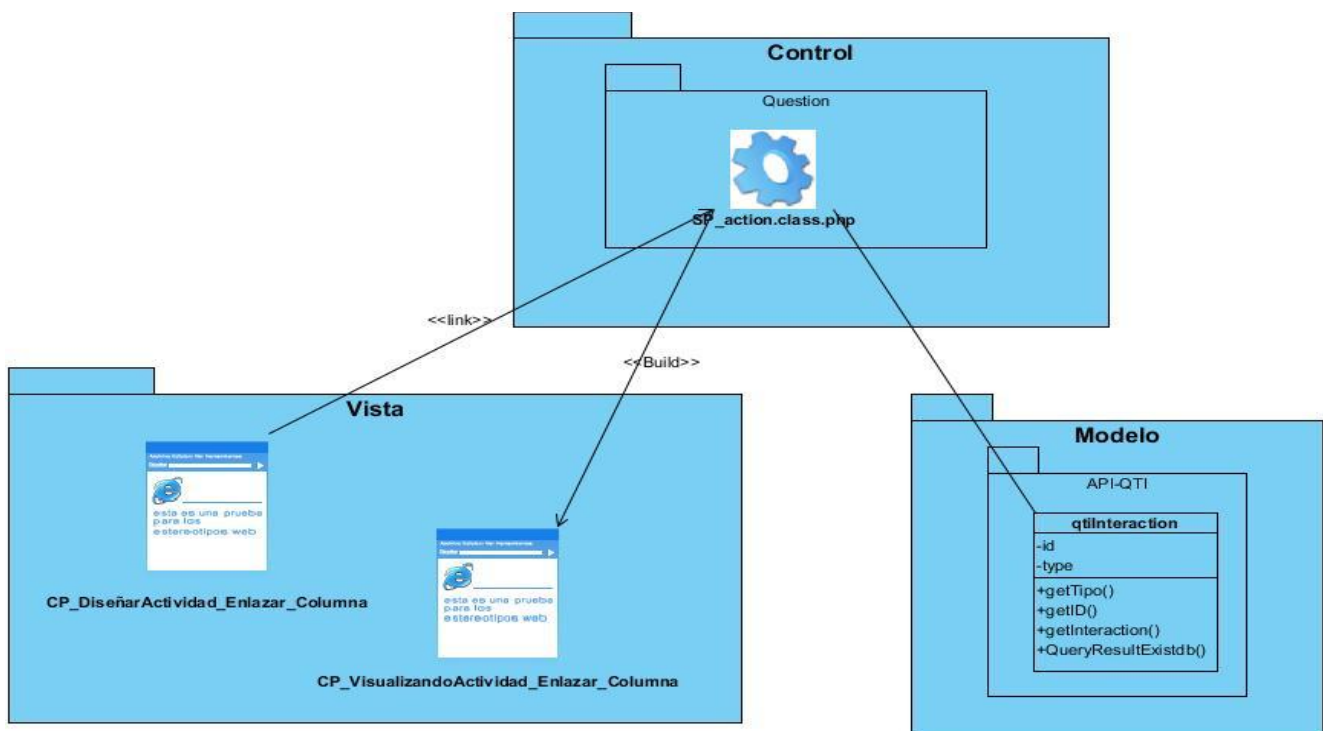 Control
Question
SP_action.class.php
<<link>>
<<Build>>
Vista
esta es una prueba
para los
estereotipos web
CP_DiseñarActividad_Enlazar_Columna
esta es una prueba
para los
estereotipos web
CP_VisualizandoActividad_Enlazar_Columna
Modelo
API-QTI
qtiInteraction
-id
-type
+getTipo()
+getID()
+getInteraction()
+QueryResultExistdb()